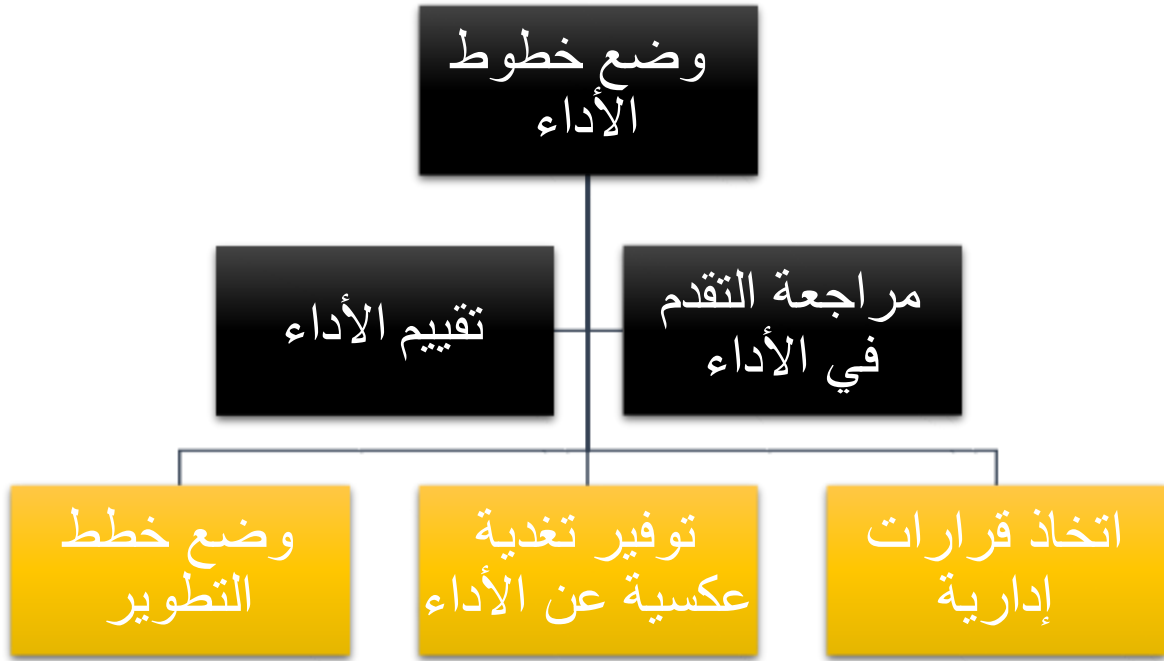 وضع خطوط
الأداء
مراجعة التقدم
في الأداء
تقييم الأداء
اتخاذ قرارات
إدارية
توفير تغدية
عكسية عن الأداء
وضع خطط
التطوير